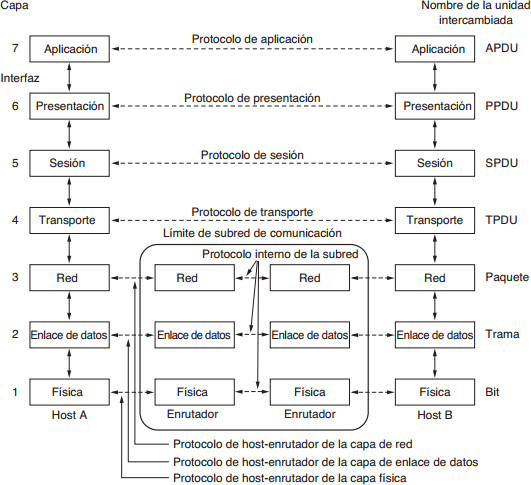 Capa
Nombre de la unidad
intercambiada
7 Aplicación Protocolo de aplicación Aplicación APDU
Interfaz
6 Presentación Protocolo de presentación Presentación PPDU
5 Sesión Protocolo de sesión Sesión SPDU
4 Transporte Protocolo de transporte Transporte TPDU
Límite de subred de comunicación
Protocolo interno de la subred
3 Red Red Red Red Paquete
2 Enlace de datos Enlace de datos Enlace de datos Enlace de datos Trama
1 Física Física Física Física Bit
Host A Enrutador Enrutador Host B
Protocolo de host-enrutador de la capa de red
Protocolo de host-enrutador de la capa de enlace de datos
Protocolo de host-enrutador de la capa física